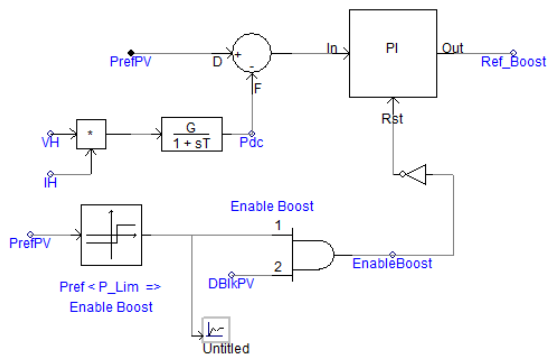 PI
In
Out
PrefPV
D
+
-
Ref_Boost
F
Rst
VH
*
G
1 + sT
Pdc
IH
Enable Boost
PrefPV
1
2
DBlkPV
EnableBoost
Pref < P_Lim =>
Enable Boost
Untitled